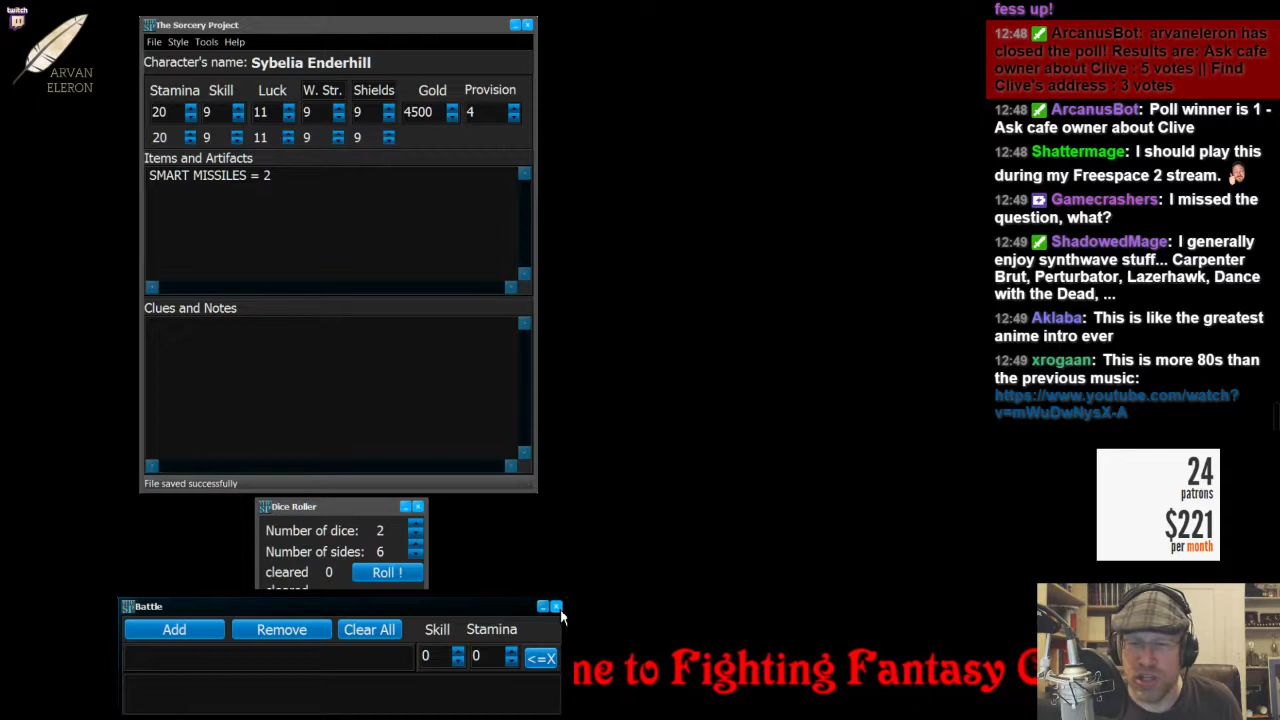 twitch
ARVAN
ELERON
The Sorcery Project
File Style Tools Help
Character's name: Sybelia Enderhill
Stamina Skill Luck W. Str. Shields Gold Provision
20 9 11 9 9 4500 4
20 9 11 9 9
Items and Artifacts
SMART MISSILES = 2
Clues and Notes
File saved successfully
Dice Roller
Number of dice: 2
Number of sides: 6
cleared 0 Roll !
Battle
Add Remove Clear All Skill Stamina
0 0 <=X
ne to Fighting Fantasy
fess up!
12:48 ArcanusBot: arvaneleron has
closed the poll! Results are: Ask cafe
owner about Clive : 5 votes || Find
Clive's address : 3 votes
12:48 ArcanusBot: Poll winner is 1 -
Ask cafe owner about Clive
12:48 Shattermage: I should play this
during my Freespace 2 stream.
12:49 Gamecrashers: I missed the
question, what?
12:49 ShadowedMage: I generally
enjoy synthwave stuff... Carpenter
Brut, Perturbator, Lazerhawk, Dance
with the Dead, ...
12:49 Aklaba: This is like the greatest
anime intro ever
12:49 xrogaan: This is more 80s than
the previous music:
https://www.youtube.com/watch?
v=mWuDwNysX-A
24
patrons
$221
per month